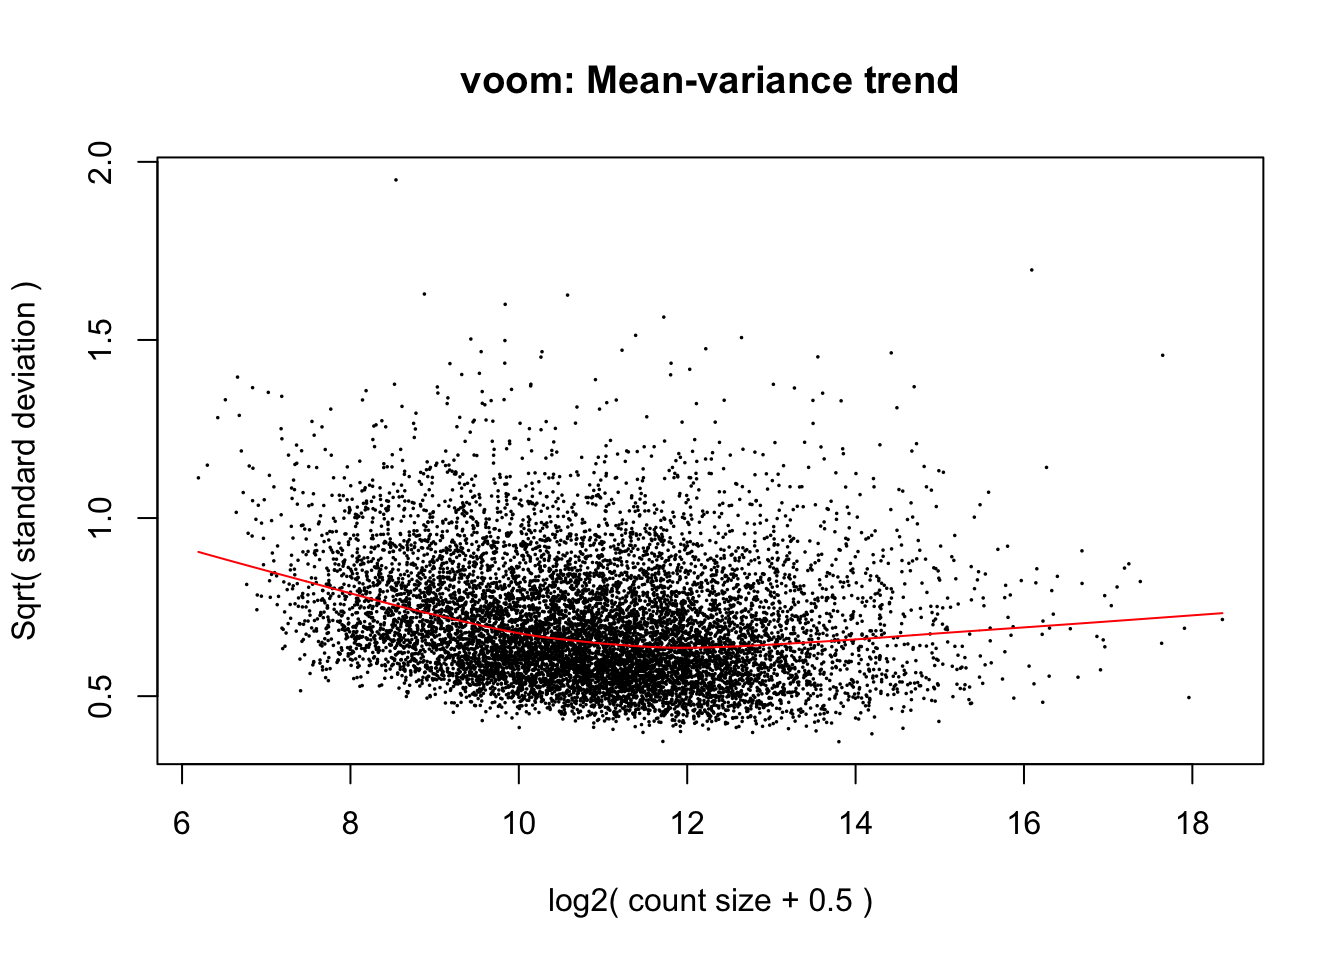 voom: Mean-variance trend
Sqrt( standard deviation )
2.0
1.5
1.0
0.5
6 8 10 12 14 16 18
log2( count size + 0.5 )